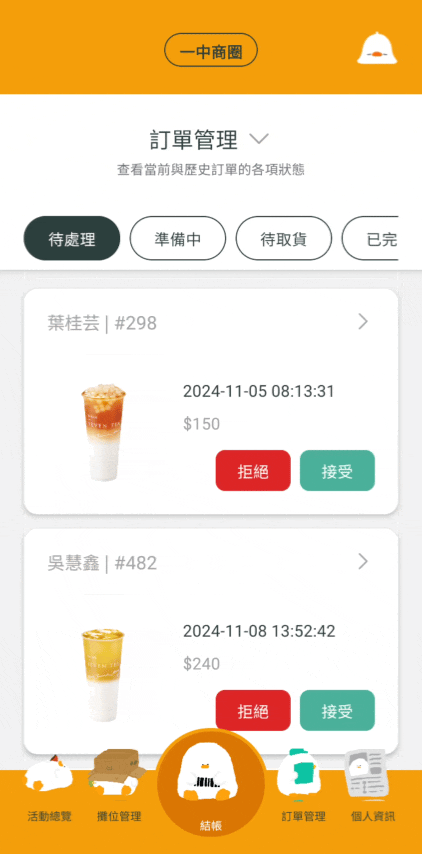 一中商圈
訂單管理
查看當前與歷史訂單的各項狀態
待處理 準備中 待取貨 已完
葉桂芸 | #298
2024-11-05 08:13:31
$150
拒絕 接受
吳慧鑫 | #482
2024-11-08 13:52:42
$240
拒絕 接受
活動總覽 攤位管理 結帳 訂單管理 個人資訊